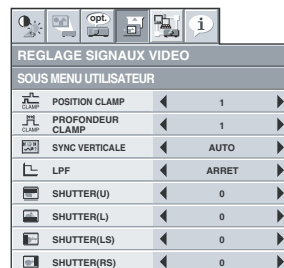 opt.
i
REGLAGE SIGNAUX VIDEO
SOUS MENU UTILISATEUR
CLAMP POSITION CLAMP 1
CLAMP PROFONDEUR CLAMP 1
SYNC VERTICALE AUTO
LPF ARRET
SHUTTER(U) 0
SHUTTER(L) 0
SHUTTER(LS) 0
SHUTTER(RS) 0